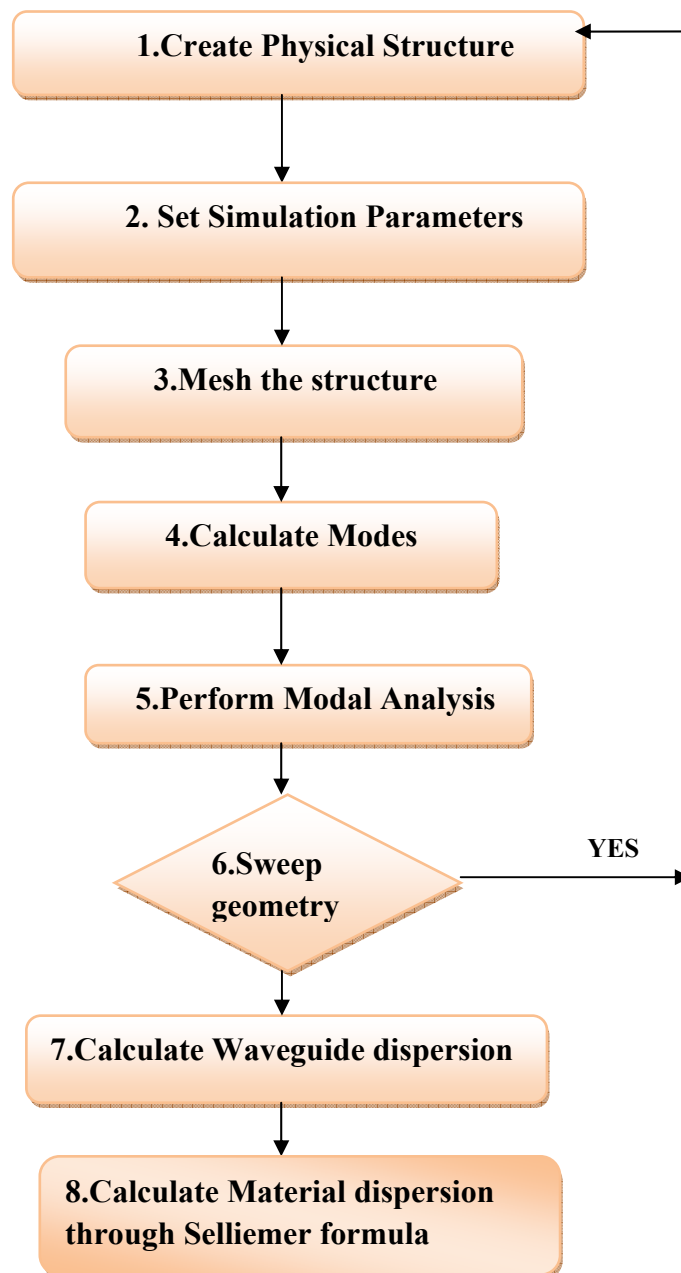 1.Create Physical Structure
2. Set Simulation Parameters
3.Mesh the structure
4.Calculate Modes
5.Perform Modal Analysis
6.Sweep
geometry
YES
7.Calculate Waveguide dispersion
8.Calculate Material dispersion
through Selliemer formula